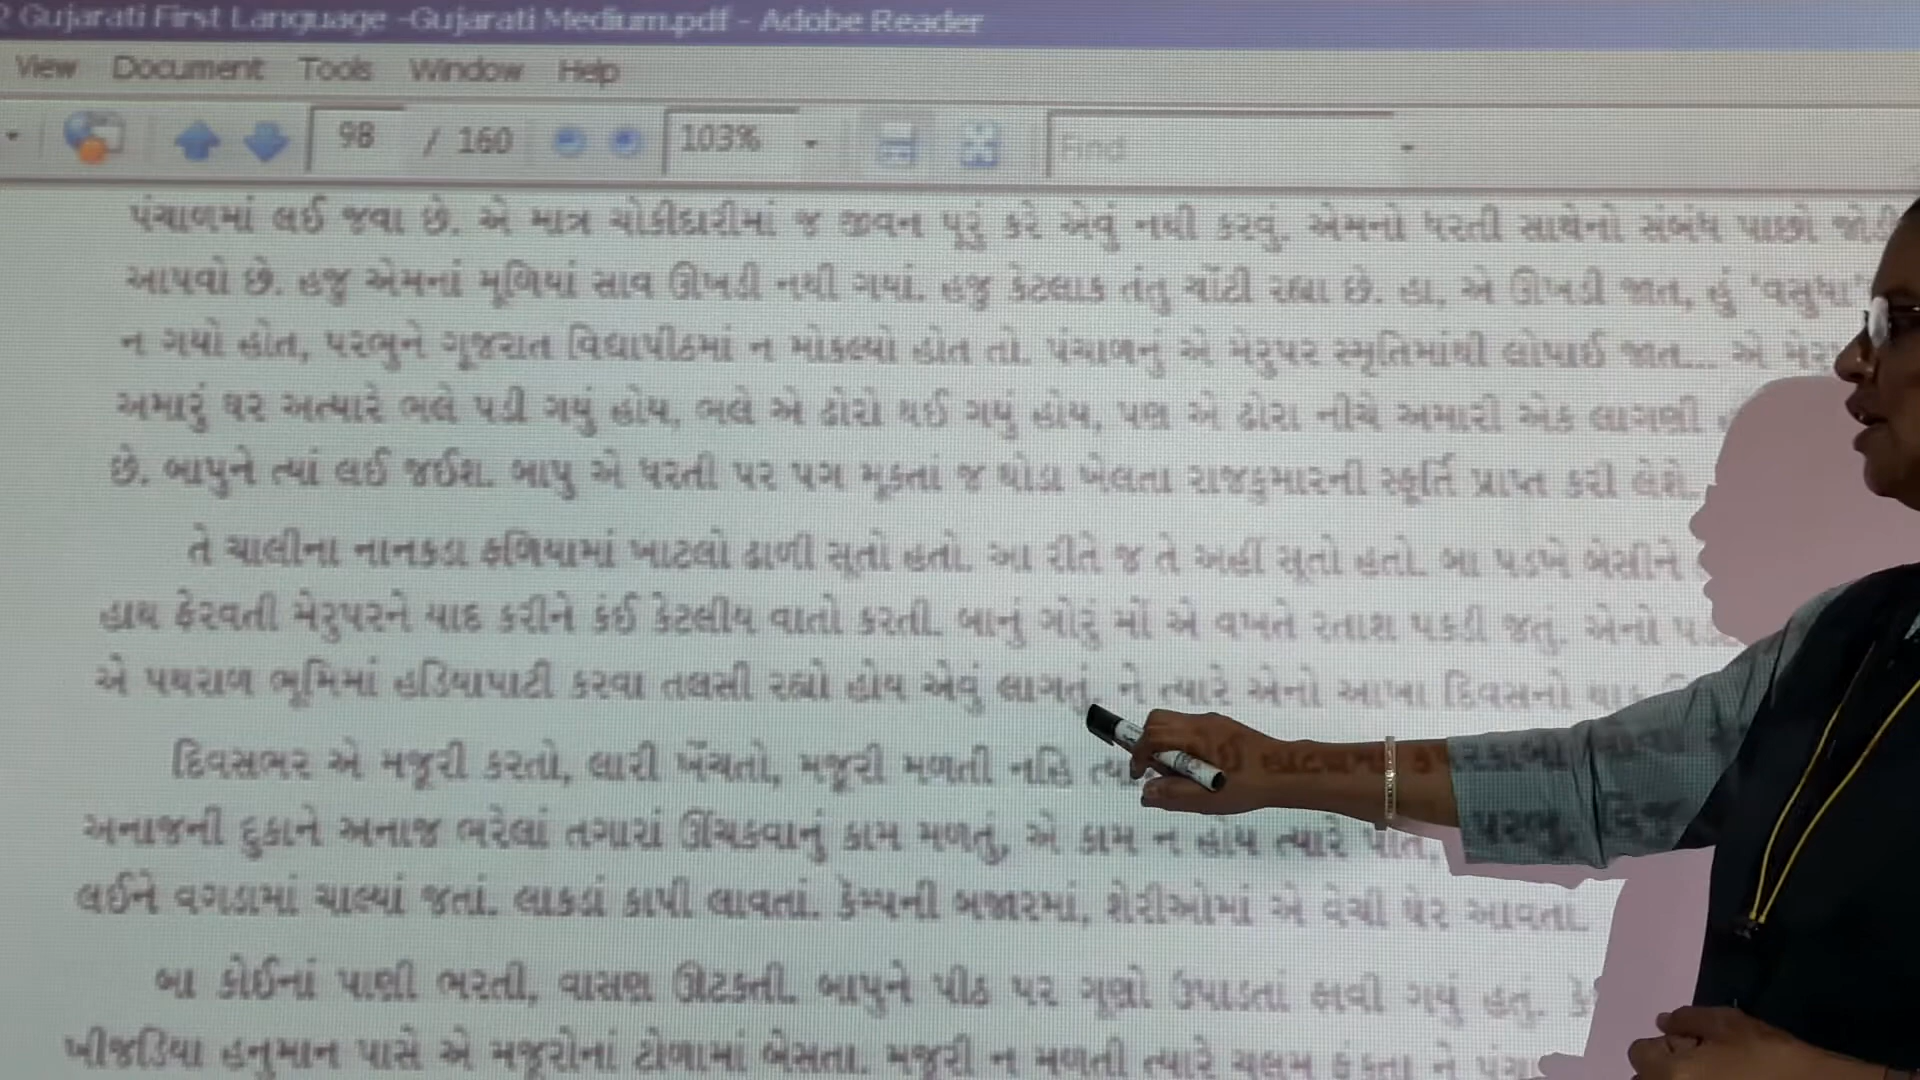 Gujarati First Language -Gujarati Medium.pdf - Adobe Reader
View Document Tools Window Help
98 / 160 103% Find
પંચાળમાં લઈ જવા છે. એ માત્ર ચોકીદારીમાં જ જીવન પૂરું કરે એવું નથી કરવું. એમનો ધરતી સાથેનો સંબંધ પાછો જોડી
આપવો છે. હજુ એમનાં મૂળિયાં સાવ ઊખડી નથી ગયાં. હજુ કેટલાક તંતુ ચોંટી રહ્યા છે. હા, એ ઊખડી જાત, હું 'વસુધા'
ન ગયો હોત, પરભુને ગૂજરાત વિદ્યાપીઠમાં ન મોકલ્યો હોત તો. પંચાળનું એ મેરુપર સ્મૃતિમાંથી લોપાઈ જાત... એ
અમારું ઘર અત્યારે ભલે પડી ગયું હોય, ભલે એ ઢોરો થઈ ગયું હોય, પણ એ ઢોરા નીચે અમારી એક લાગણી
છે. બાપુને ત્યાં લઈ જઈશ. બાપુ એ ધરતી પર પગ મૂકતાં જ ઘોડા ખેલતા રાજકુમારની સ્ફૂર્તિ પ્રાપ્ત કરી લેશે.
તે ચાલીના નાનકડા ફળિયામાં ખાટલો ઢાળી સૂતો હતો. આ રીતે જ તે અહીં સૂતો હતો. બા પડખે બેસીને
હાથ ફેરવતી મેરુપરને યાદ કરીને કંઈ કેટલીય વાતો કરતી. બાનું ગોરું મોં એ વખતે રતાશ પકડી જતું. એનો
એ પથરાળ ભૂમિમાં હડિયાપાટી કરવા તલસી રહ્યો હોય એવું લાગતું. ને ત્યારે એનો આખા દિવસનો થાક
દિવસભર એ મજૂરી કરતો, લારી ખેંચતો, મજૂરી મળતી નહિ
અનાજની દુકાને અનાજ ભરેલાં તગારાં ઊંચકવાનું કામ મળતું, એ કામ ન હોય ત્યારે પોતે, પરભુ,
લઈને વગડામાં ચાલ્યાં જતાં. લાકડાં કાપી લાવતાં. કેમ્પની બજારમાં, શેરીઓમાં એ વેચી ઘેર આવતાં.
બા કોઈનાં પાણી ભરતી, વાસણ ઊટકતી. બાપુને પીઠ પર ગૂણો ઉપાડતાં ફાવી ગયું હતું.
ખીજડિયા હનુમાન પાસે એ મજૂરોનાં ટોળામાં બેસતા. મજૂરી ન મળતી ત્યારે ચલમ ફૂંકતા ને